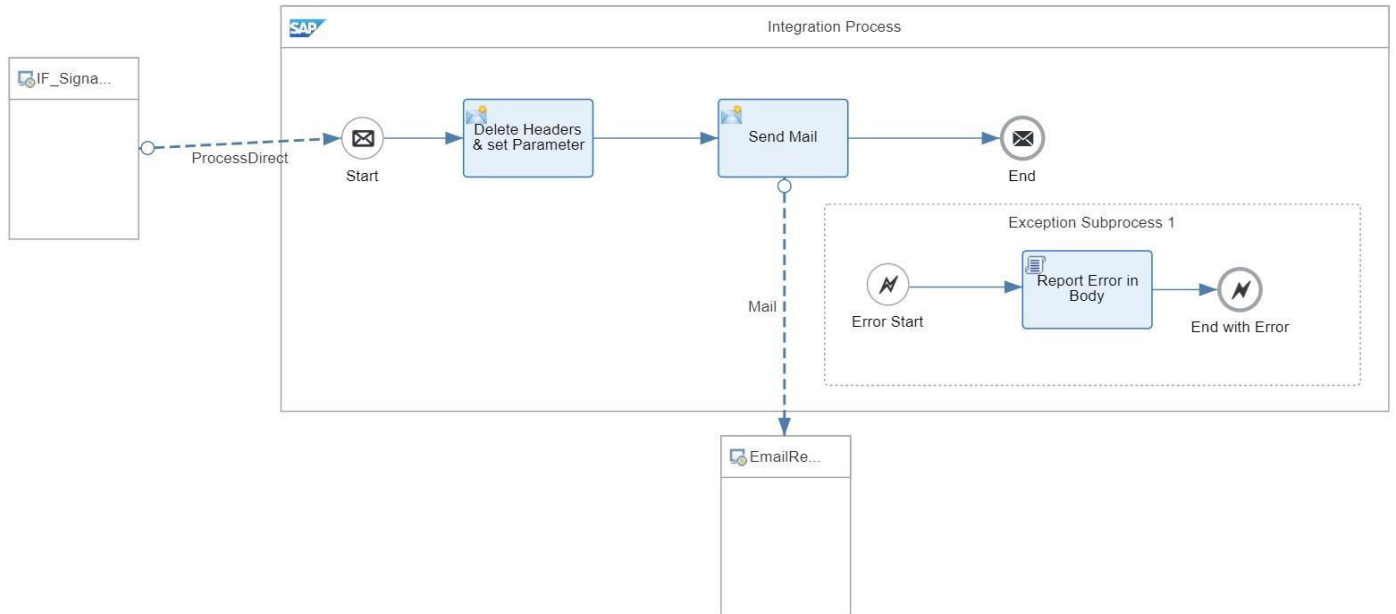 SAP
Integration Process
IF_Signa...
ProcessDirect
Start
Delete Headers
& set Parameter
Send Mail
End
Exception Subprocess 1
Error Start
Report Error in
Body
End with Error
Mail
EmailRe...